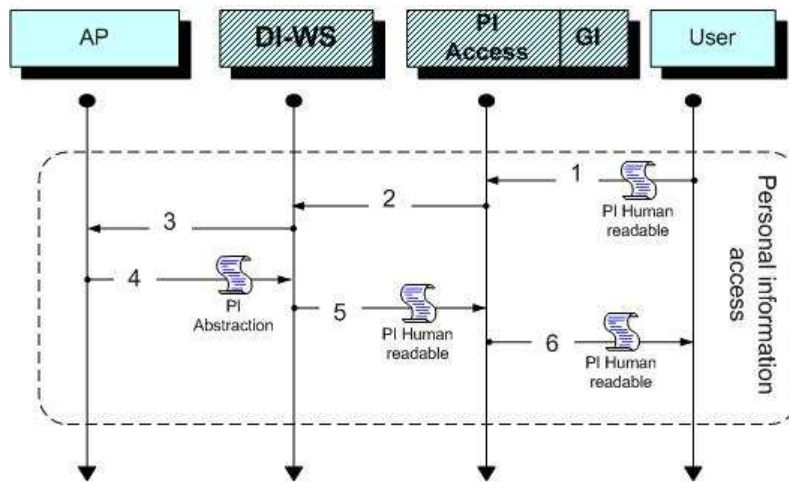 AP
DI-WS
PI
Access
GI
User
1
PI Human
readable
2
3
4
PI
Abstraction
5
PI Human
readable
6
PI Human
readable
Personal information
access